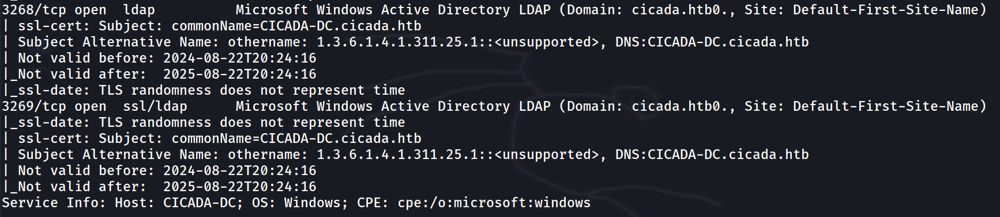 3268/tcp open  ldap          Microsoft Windows Active Directory LDAP (Domain: cicada.htb0., Site: Default-First-Site-Name)
| ssl-cert: Subject: commonName=CICADA-DC.cicada.htb
| Subject Alternative Name: othername: 1.3.6.1.4.1.311.25.1::<unsupported>, DNS:CICADA-DC.cicada.htb
| Not valid before: 2024-08-22T20:24:16
|_Not valid after:  2025-08-22T20:24:16
|_ssl-date: TLS randomness does not represent time
3269/tcp open  ssl/ldap      Microsoft Windows Active Directory LDAP (Domain: cicada.htb0., Site: Default-First-Site-Name)
|_ssl-date: TLS randomness does not represent time
| ssl-cert: Subject: commonName=CICADA-DC.cicada.htb
| Subject Alternative Name: othername: 1.3.6.1.4.1.311.25.1::<unsupported>, DNS:CICADA-DC.cicada.htb
| Not valid before: 2024-08-22T20:24:16
|_Not valid after:  2025-08-22T20:24:16
Service Info: Host: CICADA-DC; OS: Windows; CPE: cpe:/o:microsoft:windows